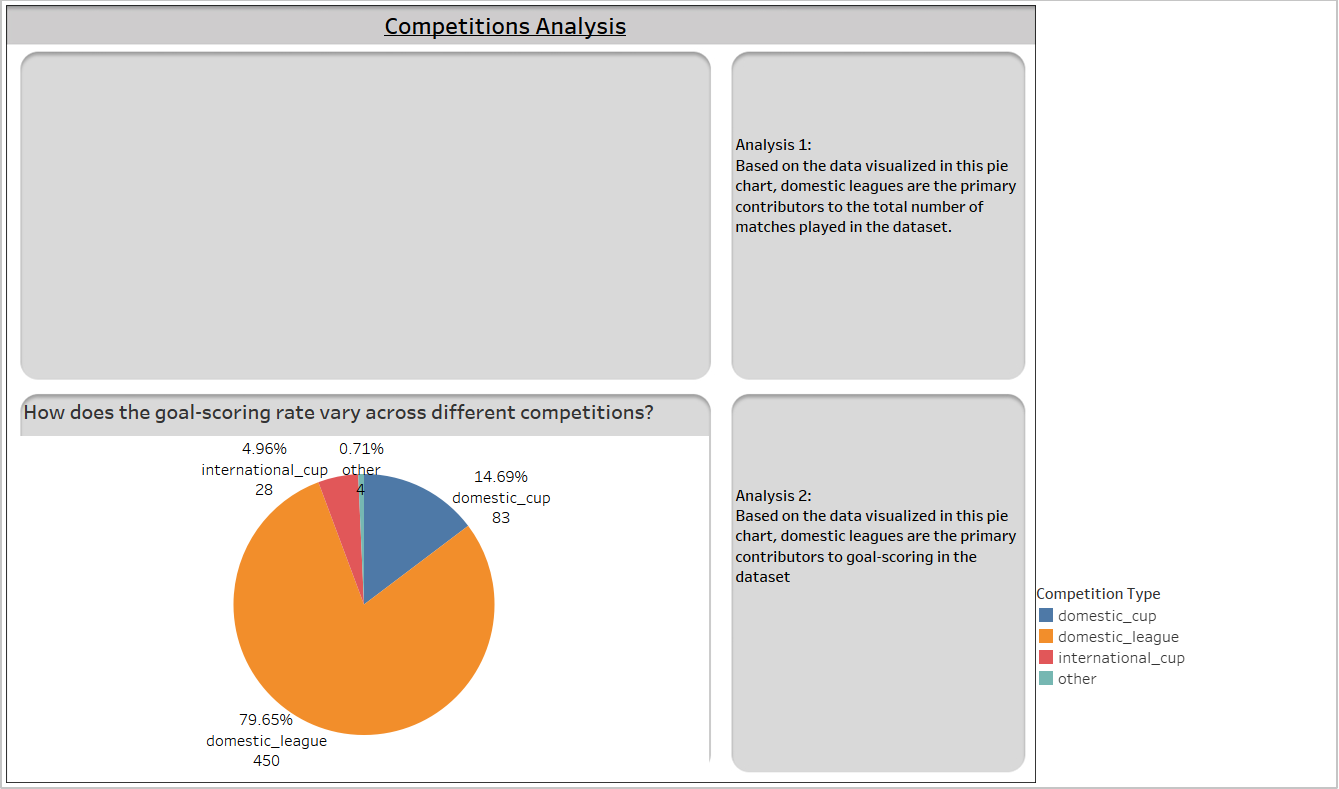 Competitions Analysis
Analysis 1:
Based on the data visualized in this pie
chart, domestic leagues are the primary
contributors to the total number of
matches played in the dataset.
How does the goal-scoring rate vary across different competitions?
4.96%
international_cup
28
0.71%
other
4
14.69%
domestic_cup
83
79.65%
domestic_league
450
Analysis 2:
Based on the data visualized in this pie
chart, domestic leagues are the primary
contributors to goal-scoring in the
dataset
Competition Type
domestic_cup
domestic_league
international_cup
other